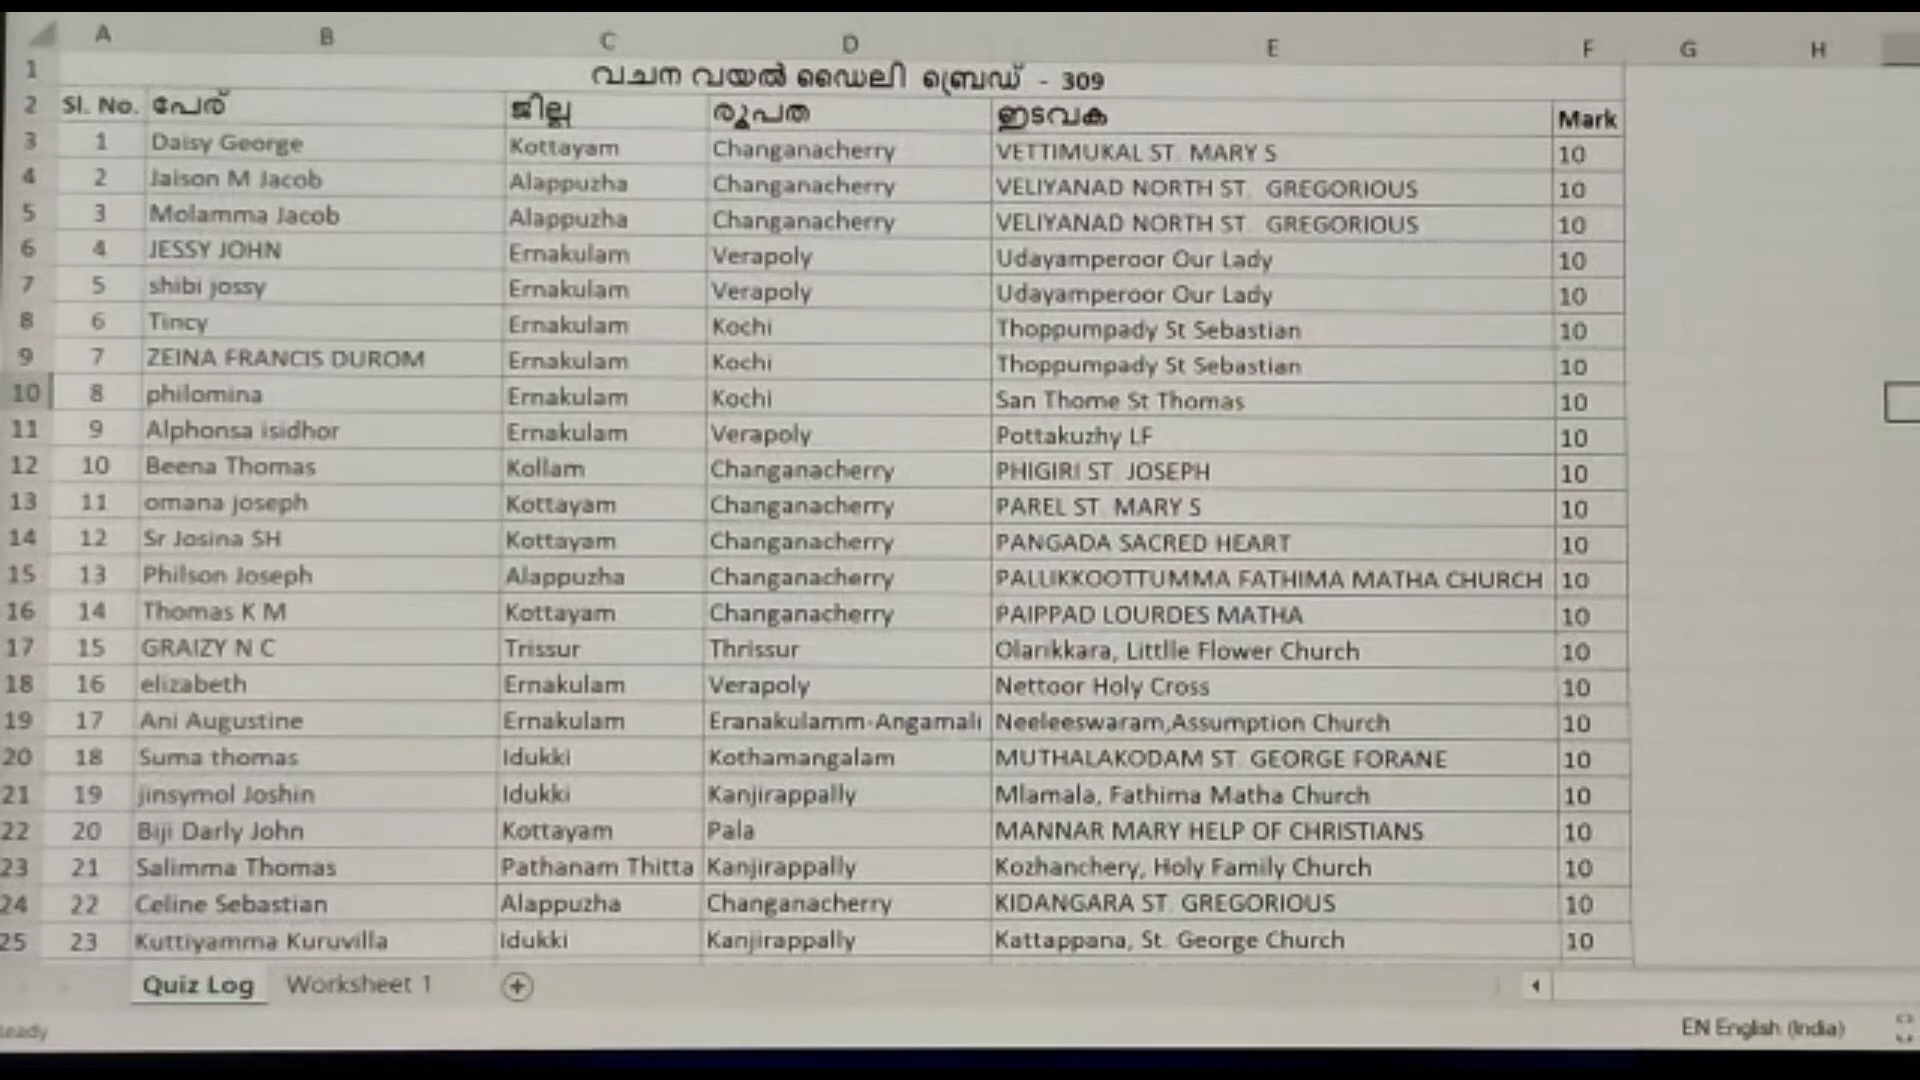 A B C D E F G H
1 വചന വയൽ ഡൈലി ബ്രെഡ് - 309
2 Sl. No. പേര് ജില്ല രൂപത ഇടവക Mark
3 1 Daisy George Kottayam Changanacherry VETTIMUKAL ST. MARY S 10
4 2 Jaison M Jacob Alappuzha Changanacherry VELIYANAD NORTH ST. GREGORIOUS 10
5 3 Molamma Jacob Alappuzha Changanacherry VELIYANAD NORTH ST. GREGORIOUS 10
6 4 JESSY JOHN Ernakulam Verapoly Udayamperoor Our Lady 10
7 5 shibi jossy Ernakulam Verapoly Udayamperoor Our Lady 10
8 6 Tincy Ernakulam Kochi Thoppumpady St Sebastian 10
9 7 ZEINA FRANCIS DUROM Ernakulam Kochi Thoppumpady St Sebastian 10
10 8 philomina Ernakulam Kochi San Thome St Thomas 10
11 9 Alphonsa isidhor Ernakulam Verapoly Pottakuzhy LF 10
12 10 Beena Thomas Kollam Changanacherry PHIGIRI ST. JOSEPH 10
13 11 omana joseph Kottayam Changanacherry PAREL ST. MARY S 10
14 12 Sr Josina SH Kottayam Changanacherry PANGADA SACRED HEART 10
15 13 Philson Joseph Alappuzha Changanacherry PALLIKKOOTTUMMA FATHIMA MATHA CHURCH 10
16 14 Thomas K M Kottayam Changanacherry PAIPPAD LOURDES MATHA 10
17 15 GRAIZY N C Trissur Thrissur Olarikkara, Littlle Flower Church 10
18 16 elizabeth Ernakulam Verapoly Nettoor Holy Cross 10
19 17 Ani Augustine Ernakulam Eranakulamm-Angamali Neeleeswaram,Assumption Church 10
20 18 Suma thomas Idukki Kothamangalam MUTHALAKODAM ST. GEORGE FORANE 10
21 19 jinsymol Joshin Idukki Kanjirappally Mlamala, Fathima Matha Church 10
22 20 Biji Darly John Kottayam Pala MANNAR MARY HELP OF CHRISTIANS 10
23 21 Salimma Thomas Pathanam Thitta Kanjirappally Kozhanchery, Holy Family Church 10
24 22 Celine Sebastian Alappuzha Changanacherry KIDANGARA ST. GREGORIOUS 10
25 23 Kuttiyamma Kuruvilla Idukki Kanjirappally Kattappana, St. George Church 10
Quiz Log Worksheet 1
EN English (India)